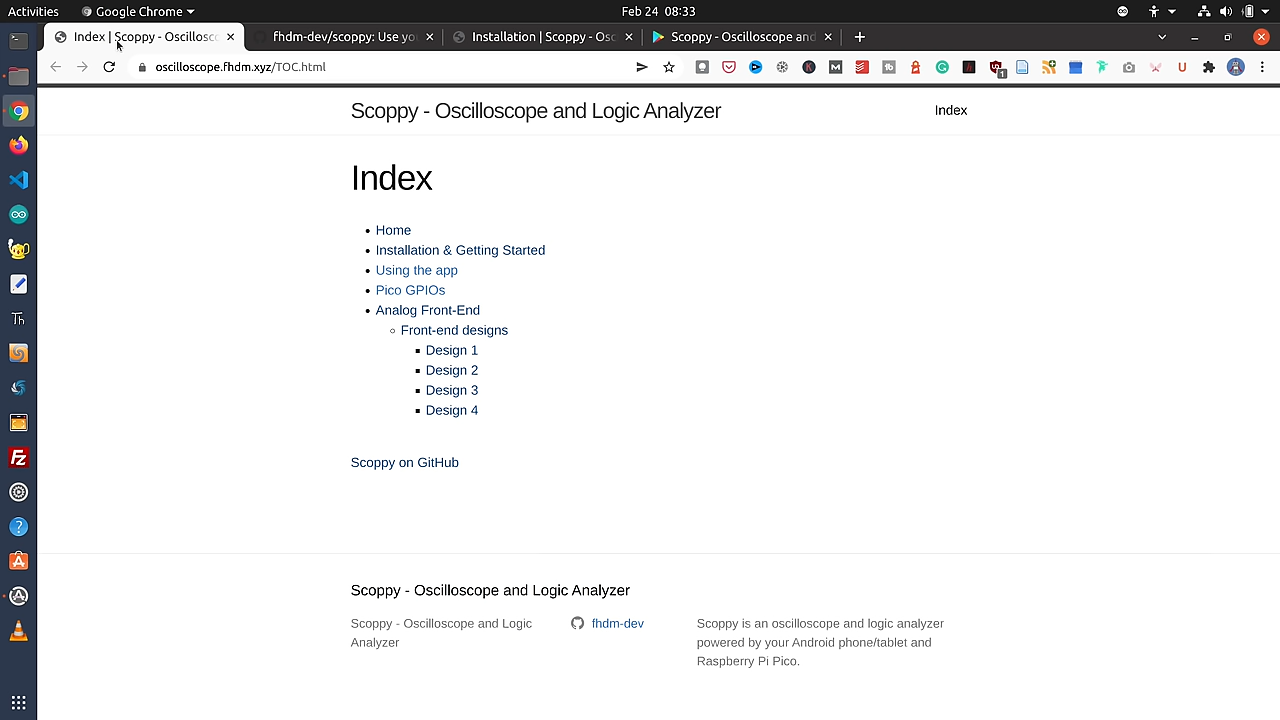 Activities
Google Chrome
Feb 24 08:33
Index | Scoppy - Oscillosc
fhdm-dev/scoppy: Use yo
Installation | Scoppy - Osc
Scoppy - Oscilloscope and
oscilloscope.fhdm.xyz/TOC.html
1
Scoppy - Oscilloscope and Logic Analyzer
Index
Index
Home
Installation & Getting Started
Using the app
Pico GPIOs
Analog Front-End
Front-end designs
Design 1
Design 2
Design 3
Design 4
Scoppy on GitHub
Scoppy - Oscilloscope and Logic Analyzer
Scoppy - Oscilloscope and Logic
Analyzer
fhdm-dev
Scoppy is an oscilloscope and logic analyzer
powered by your Android phone/tablet and
Raspberry Pi Pico.